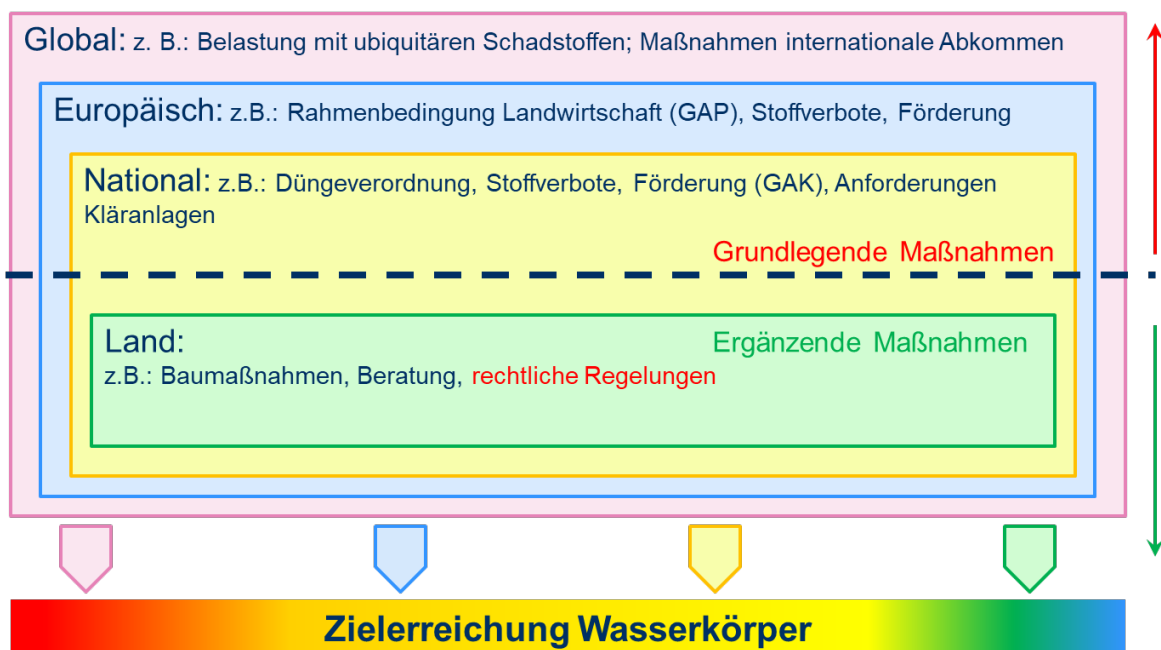 Global: z. B.: Belastung mit ubiquitären Schadstoffen; Maßnahmen internationale Abkommen
Europäisch: z.B.: Rahmenbedingung Landwirtschaft (GAP), Stoffverbote, Förderung
National: z.B.: Düngeverordnung, Stoffverbote, Förderung (GAK), Anforderungen
Kläranlagen
Grundlegende Maßnahmen
Land:
Ergänzende Maßnahmen
z.B.: Baumaßnahmen, Beratung, rechtliche Regelungen
Zielerreichung Wasserkörper